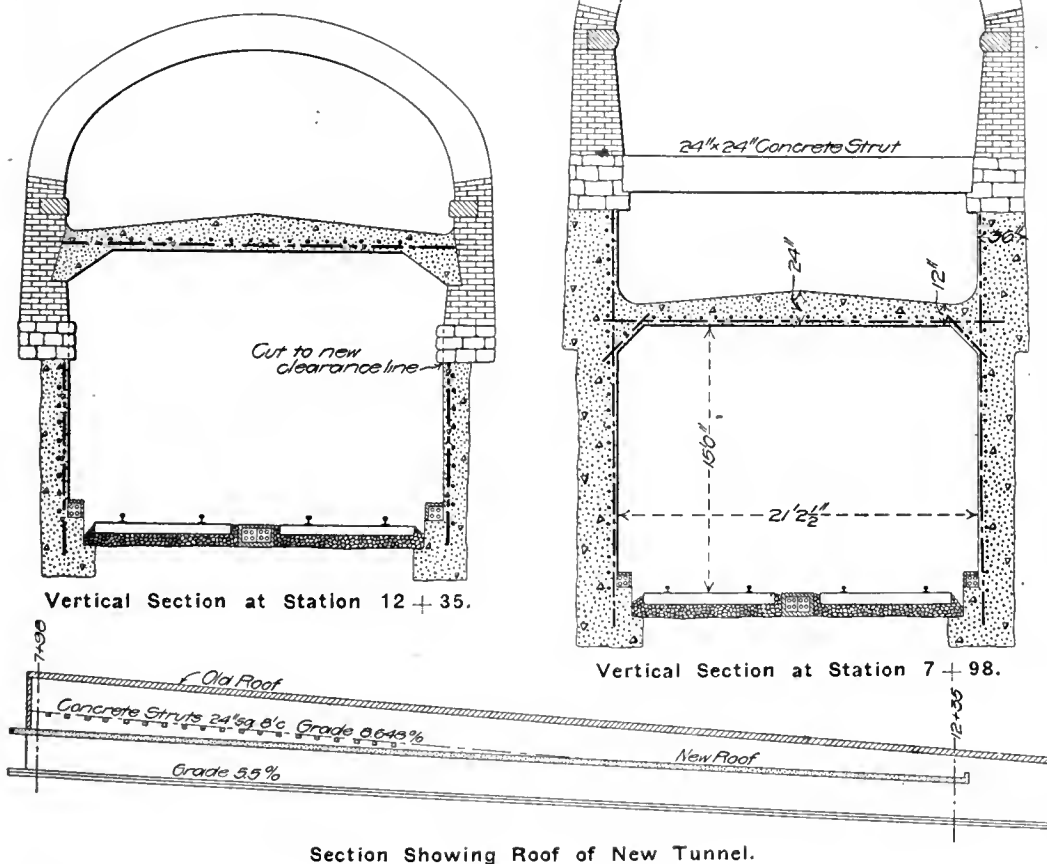 24"x24" Concrete Strut
36"
24"
12"
Cut to new
clearance line
15'0"
21'2½"
Vertical Section at Station 12 + 35.
Vertical Section at Station 7 + 98.
7+98
Old Roof
12+35
Concrete Struts 24"sq. 8'c. Grade 8.648%
New Roof
Grade 5.5%
Section Showing Roof of New Tunnel.